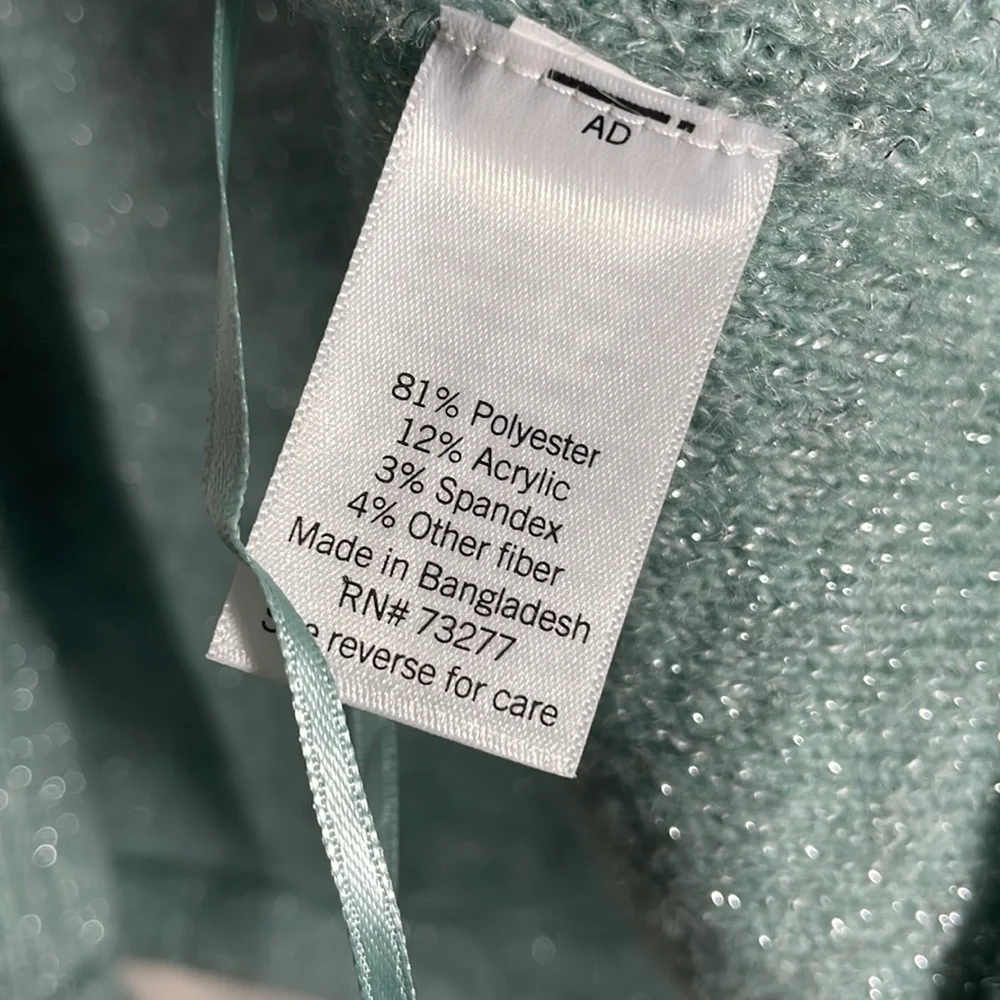 AD
81% Polyester
12% Acrylic
3% Spandex
4% Other fiber
Made in Bangladesh
RN# 73277
reverse for care